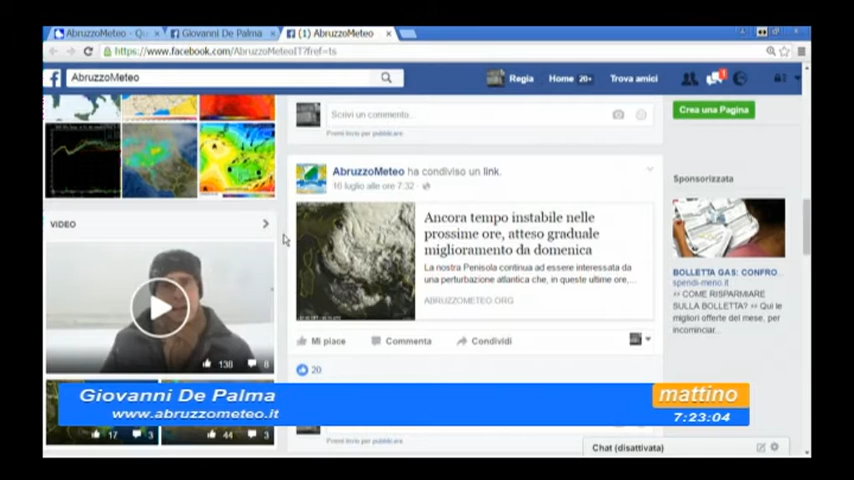 AbruzzoMeteo - Qu
Giovanni De Palma
(1) AbruzzoMeteo
https://www.facebook.com/AbruzzoMeteoIT?fref=ts
AbruzzoMeteo
Regia
Home 20+
Trova amici
1
Scrivi un commento...
Premi Invio per pubblicare.
Crea una Pagina
AbruzzoMeteo ha condiviso un link.
16 luglio alle ore 7:32
Sponsorizzata
VIDEO
Ancora tempo instabile nelle
prossime ore, atteso graduale
miglioramento da domenica
La nostra Penisola continua ad essere interessata da
una perturbazione atlantica che, in queste ultime ore,...
ABRUZZOMETEO.ORG
BOLLETTA GAS: CONFRO...
spendi-meno.it
COME RISPARMIARE
SULLA BOLLETTA?
Qui le
migliori offerte del mese, per
incominciar...
Mi piace
Commenta
Condividi
138
8
20
Giovanni De Palma
www.abruzzometeo.it
mattino
7:23:04
17
3
44
3
Premi Invio per pubblicare.
Chat (disattivata)